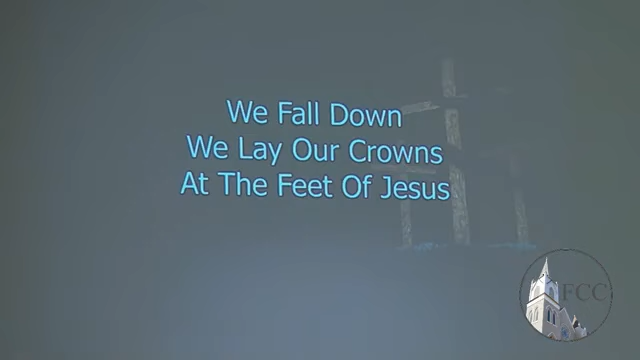 We Fall Down
We Lay Our Crowns
At The Feet Of Jesus
FCC